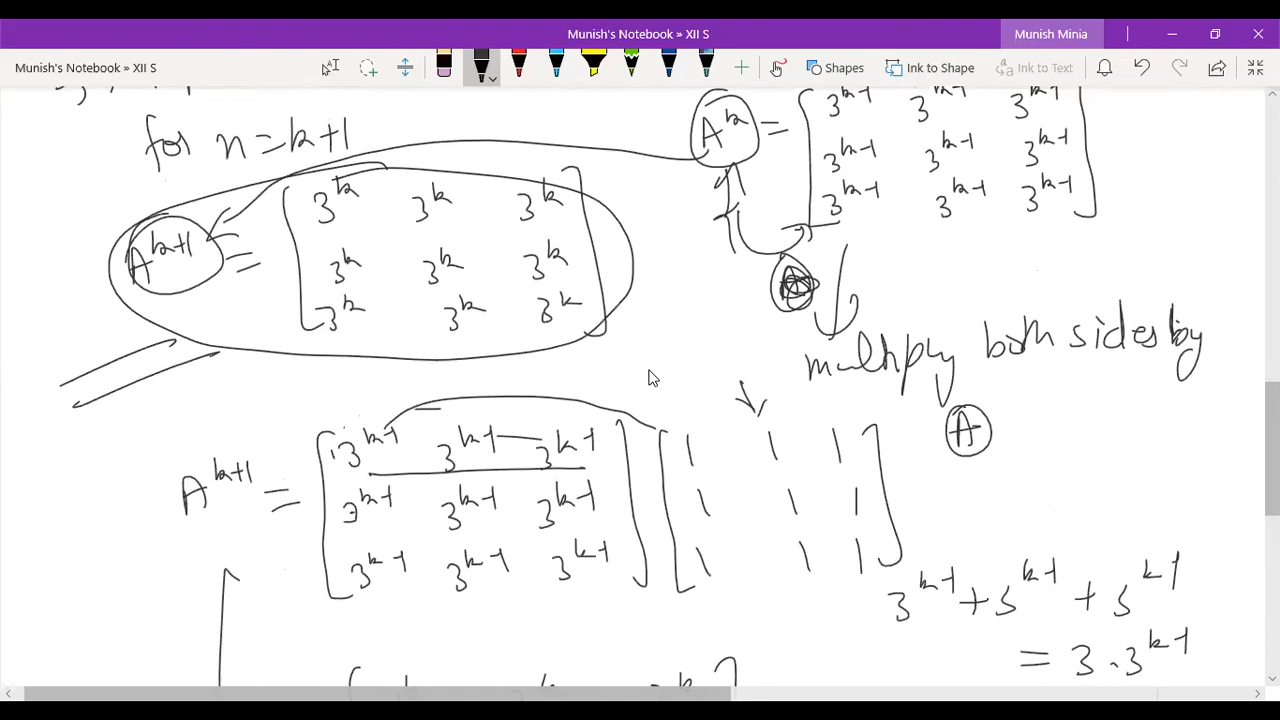 Munish's Notebook » XII S
Munish Minia
Munish's Notebook » XII S
Shapes
Ink to Shape
Ink to Text
for n = k+1
A^k = [ 3^k-1 3^k-1 3^k-1
3^k-1 3^k-1 3^k-1
3^k-1 3^k-1 3^k-1 ]
A^k+1 = [ 3^k 3^k 3^k
3^k 3^k 3^k
3^k 3^k 3^k ]
multiply both sides by
A
A^k+1 = [ 3^k-1 3^k-1 3^k-1 ] [ 1 1 1
3^k-1 3^k-1 3^k-1 1 1 1
3^k-1 3^k-1 3^k-1 ] 1 1 1 ]
3^k-1 + 3^k-1 + 3^k-1
= 3 . 3^k-1